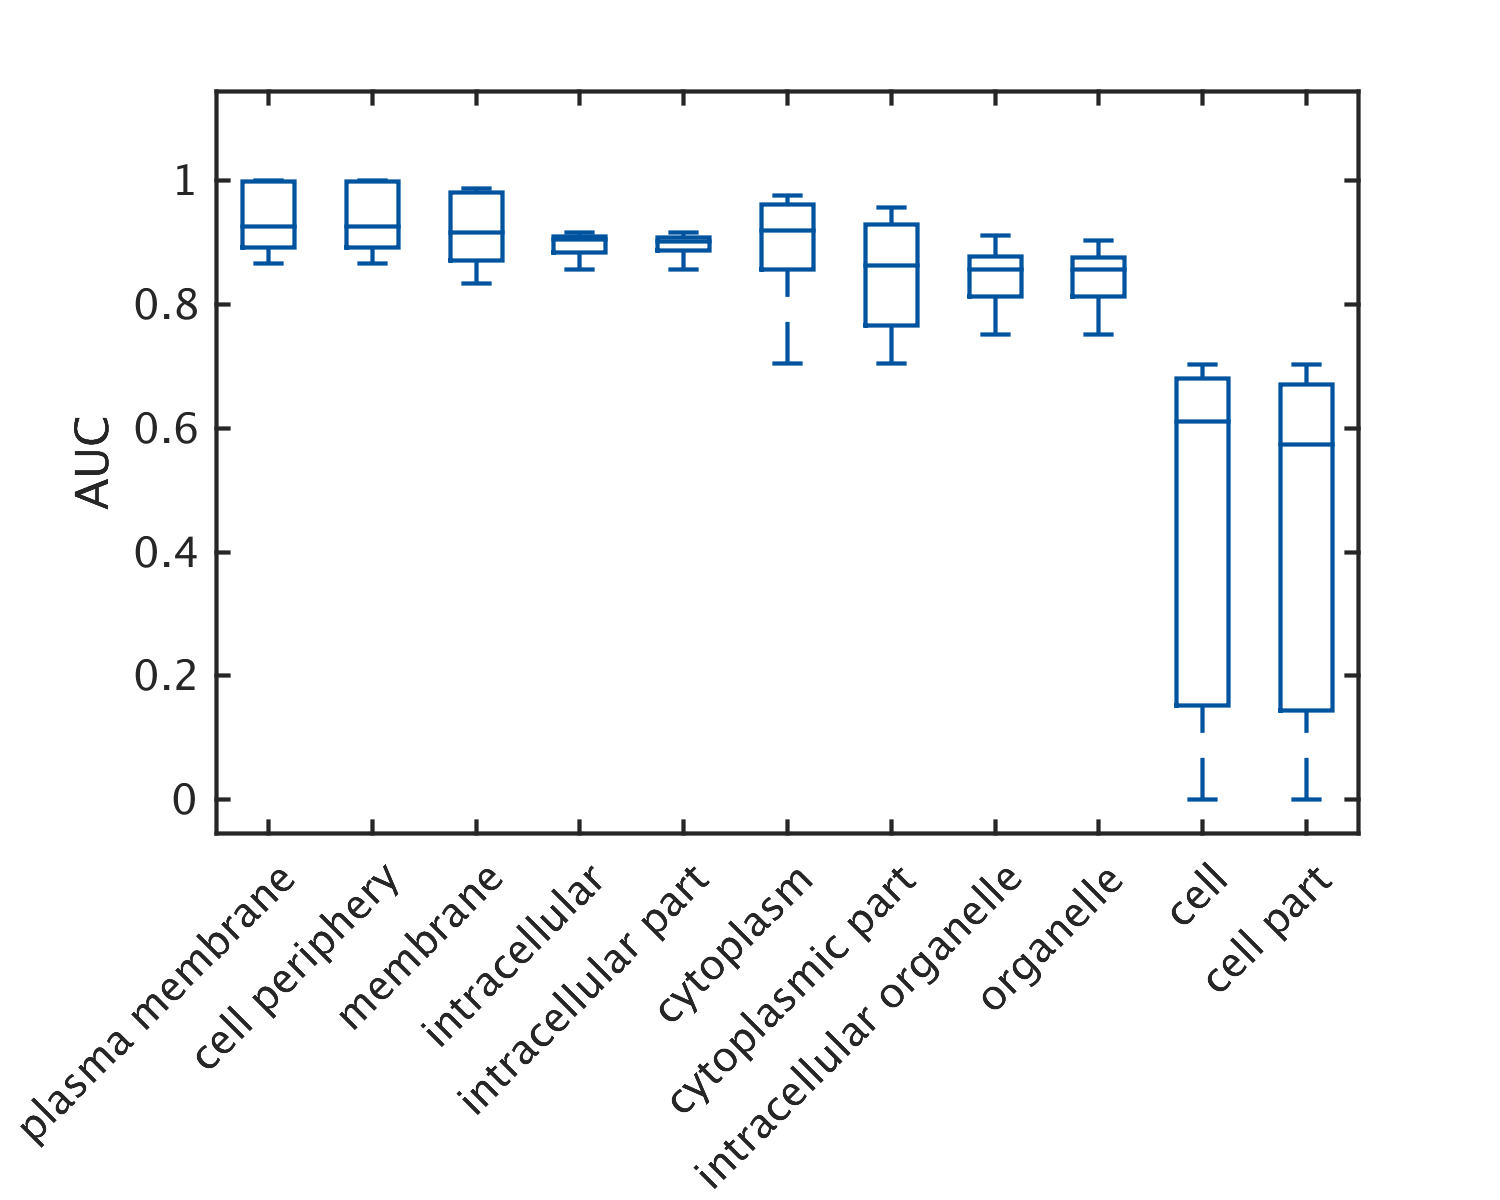 1
0.8
0.6
0.4
0.2
0
AUC
plasma membrane
cell periphery
membrane
intracellular
intracellular part
cytoplasm
cytoplasmic part
intracellular organelle
organelle
cell
cell part